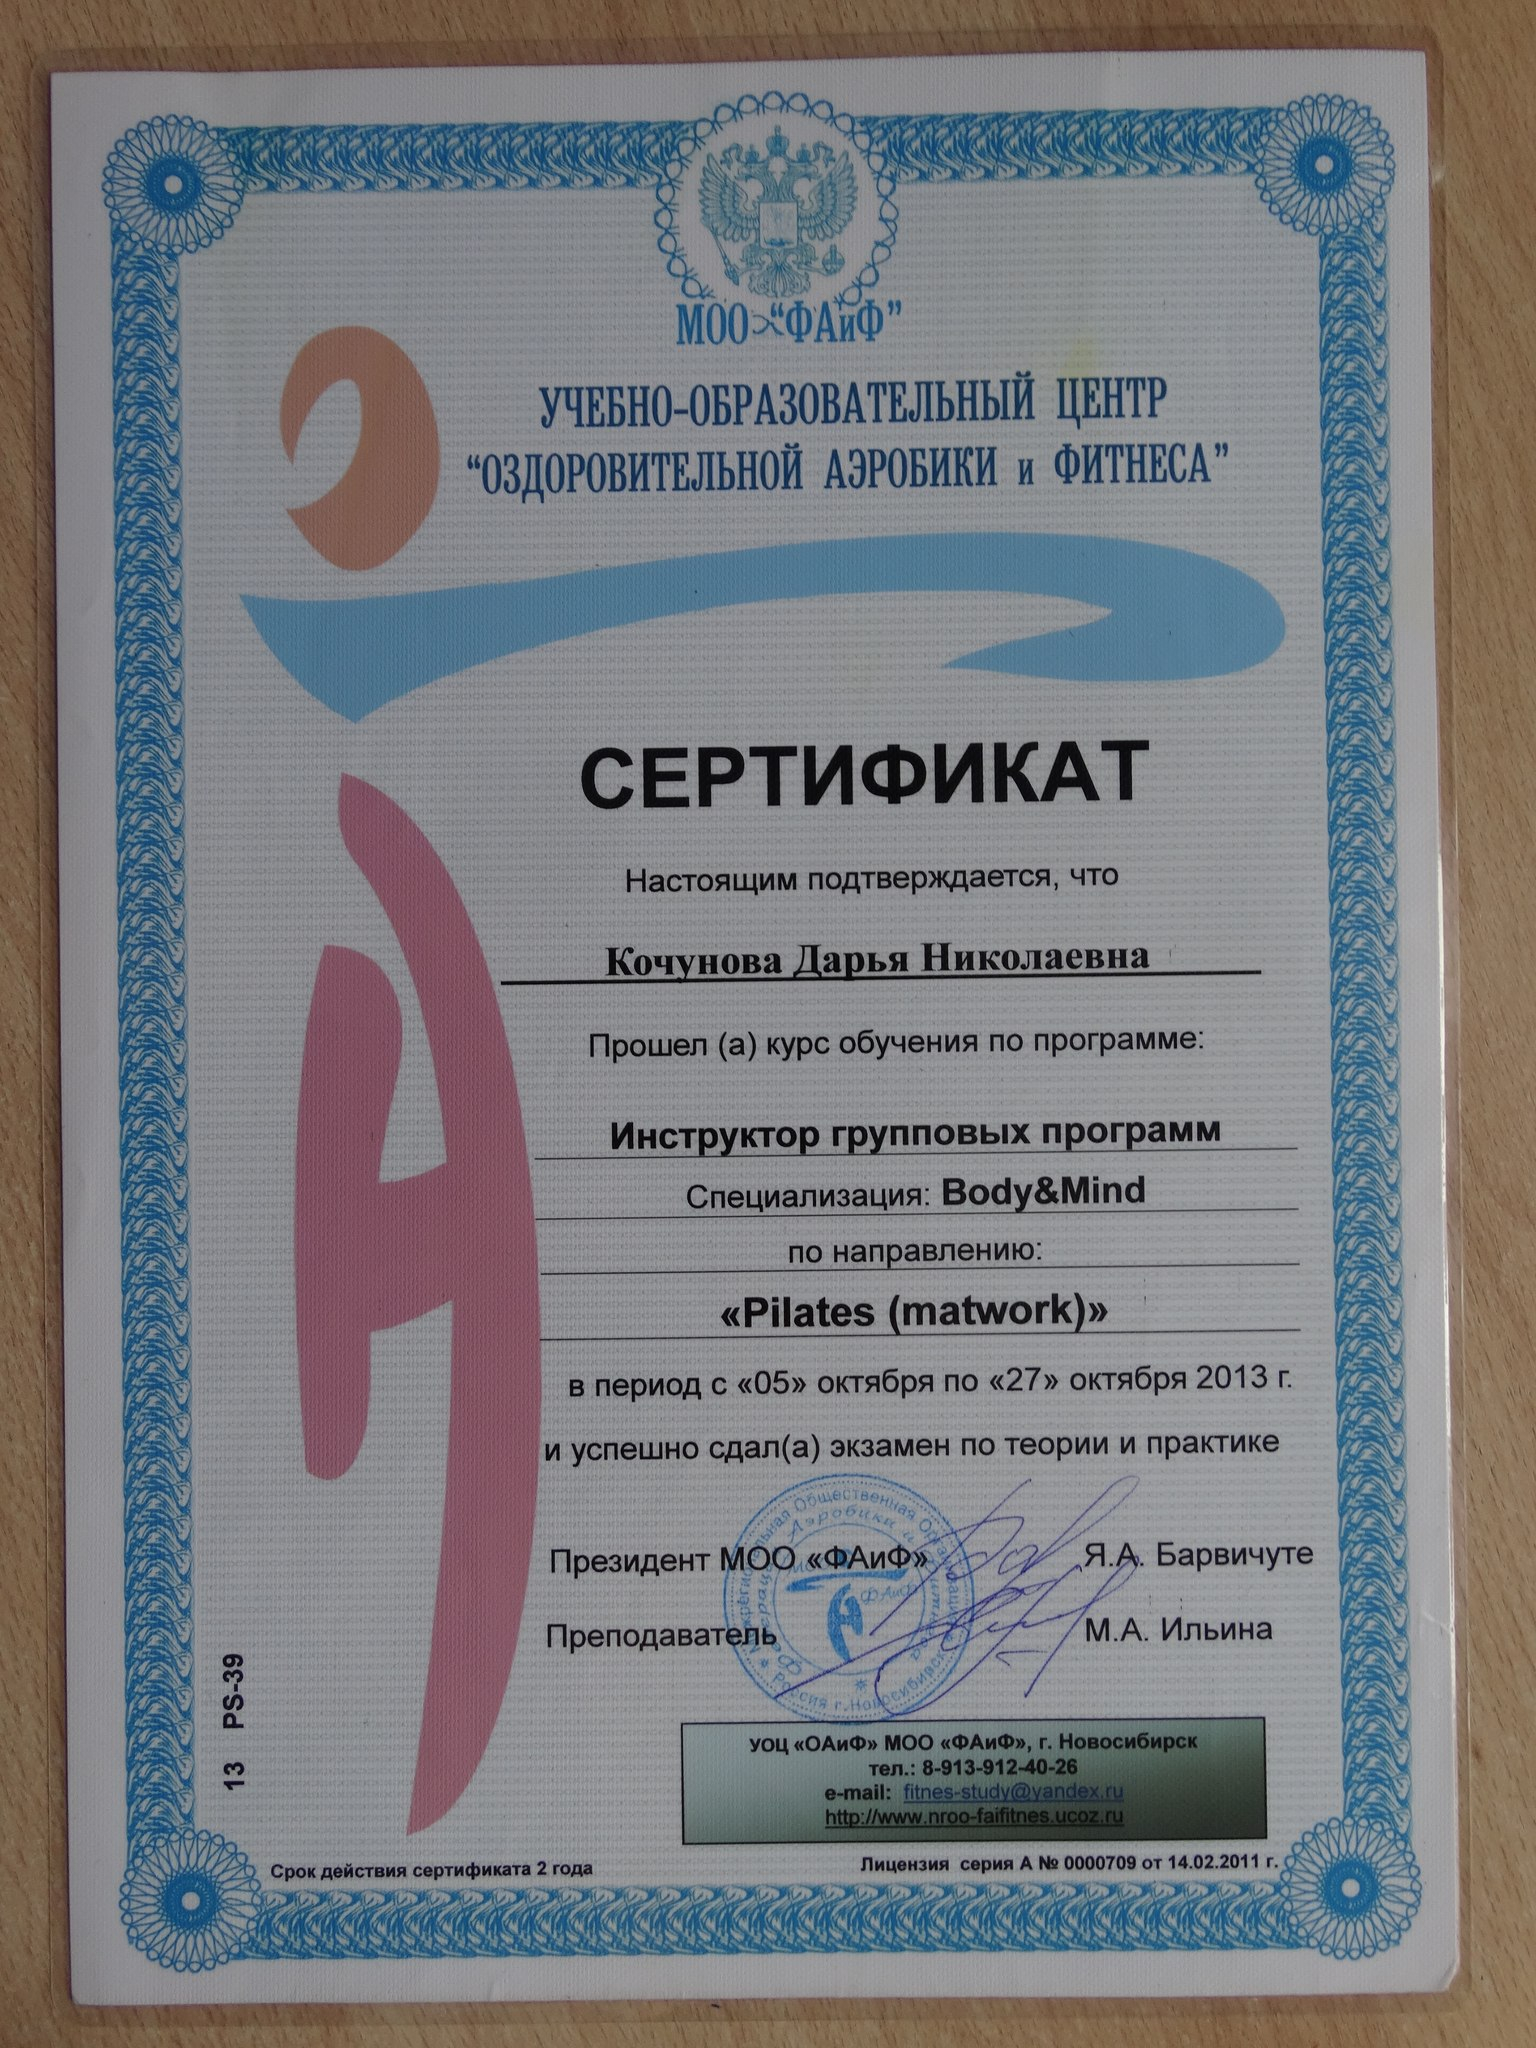 МОО "ФАиФ"
УЧЕБНО-ОБРАЗОВАТЕЛЬНЫЙ ЦЕНТР
"ОЗДОРОВИТЕЛЬНОЙ АЭРОБИКИ и ФИТНЕСА"
СЕРТИФИКАТ
Настоящим подтверждается, что
Кочунова Дарья Николаевна
Прошел (а) курс обучения по программе:
Инструктор групповых программ
Специализация: Body&Mind
по направлению:
«Pilates (matwork)»
в период с «05» октября по «27» октября 2013 г.
и успешно сдал(а) экзамен по теории и практике
Президент МОО «ФАиФ» Я.А. Барвичуте
Преподаватель М.А. Ильина
Общественная Организация
Аэробики и
ФАиФ
Россия г.Новосибирск
13 PS-39
УОЦ «ОАиФ» МОО «ФАиФ», г. Новосибирск
тел.: 8-913-912-40-26
e-mail: fitnes-study@yandex.ru
http://www.nroo-faifitnes.ucoz.ru
Срок действия сертификата 2 года
Лицензия серия А № 0000709 от 14.02.2011 г.